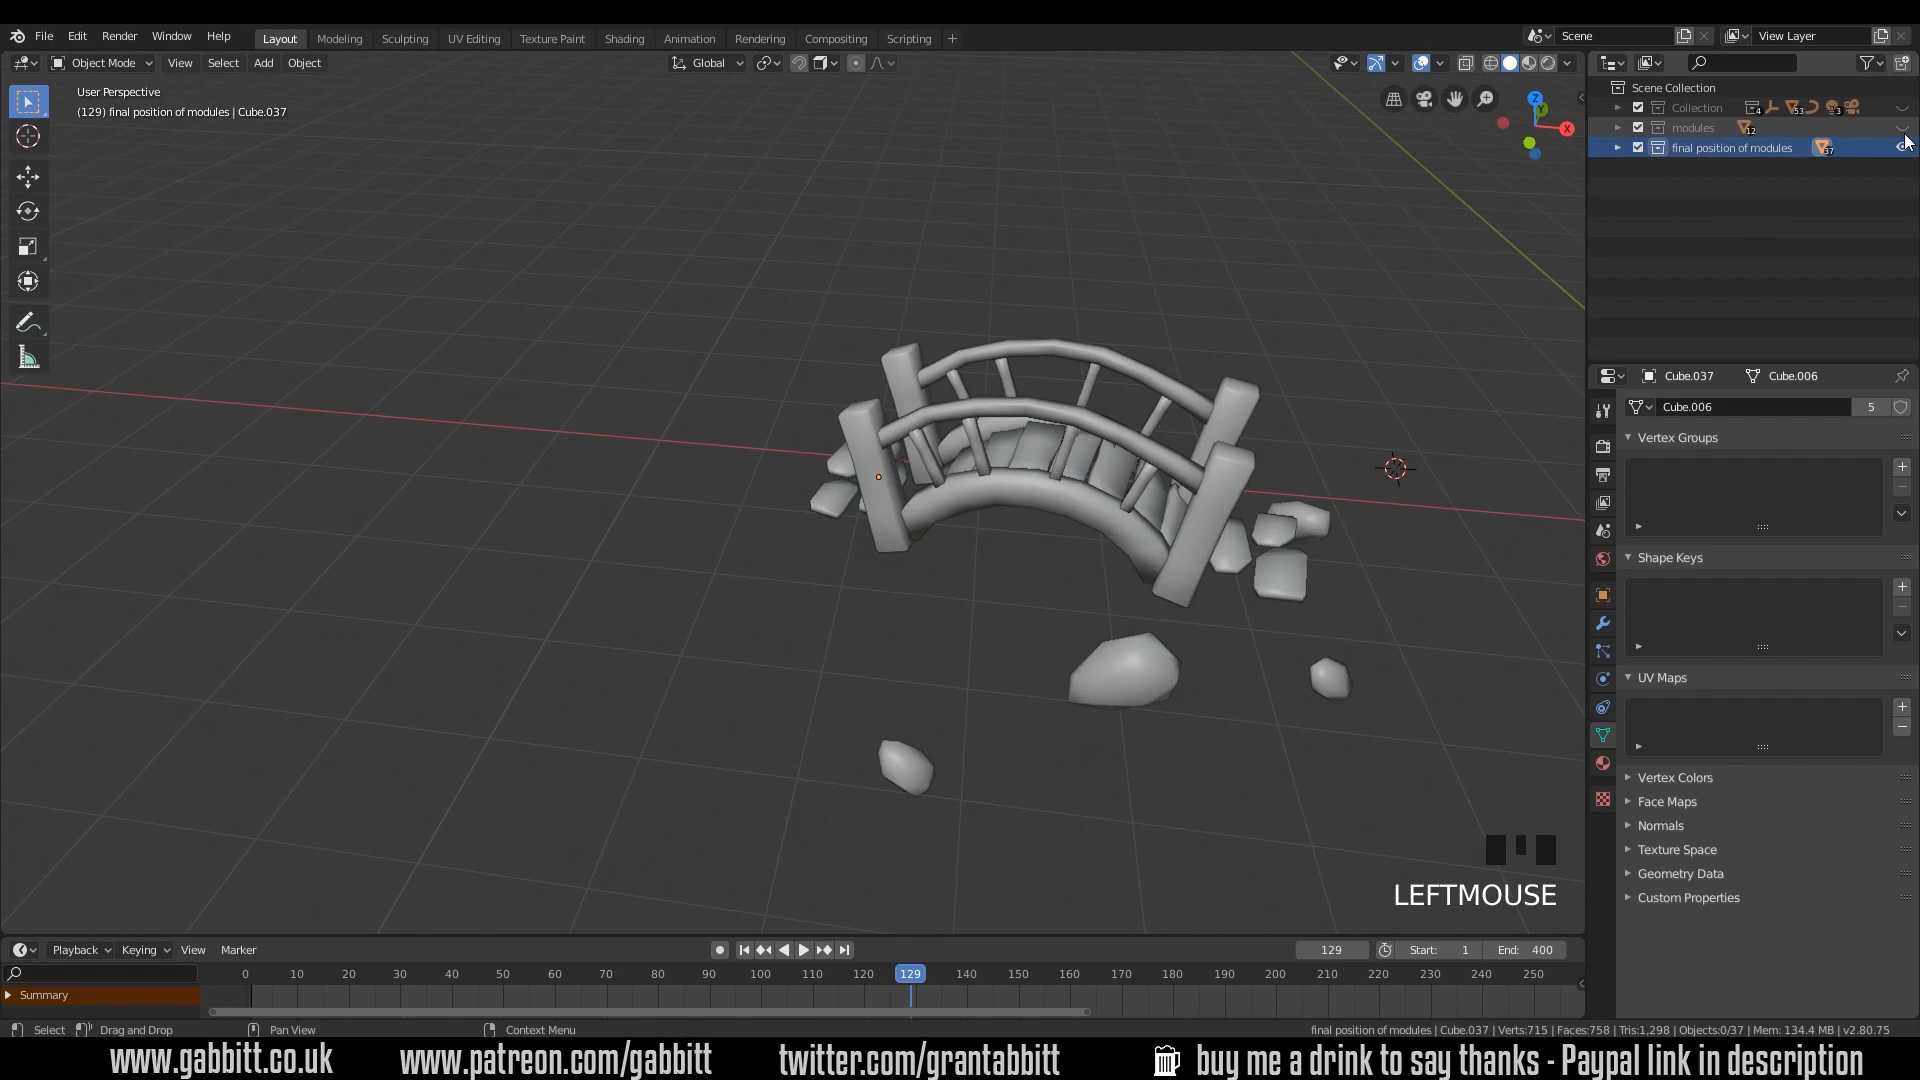 File Edit Render Window Help Layout Modeling Sculpting UV Editing Texture Paint Shading Animation Rendering Compositing Scripting + Scene View Layer
Object Mode View Select Add Object Global
User Perspective
(129) final position of modules | Cube.037
Z
Y
X
Scene Collection
Collection 4 53 3
modules 12
final position of modules 37
Cube.037 Cube.006
Cube.006 5
Vertex Groups
Shape Keys
UV Maps
Vertex Colors
Face Maps
Normals
Texture Space
Geometry Data
Custom Properties
LEFTMOUSE
Playback Keying View Marker 129 Start: 1 End: 400
0 10 20 30 40 50 60 70 80 90 100 110 120 129 140 150 160 170 180 190 200 210 220 230 240 250
Summary
Select Drag and Drop Pan View Context Menu final position of modules | Cube.037 | Verts:715 | Faces:758 | Tris:1,298 | Objects:0/37 | Mem: 134.4 MB | v2.80.75
www.gabbitt.co.uk www.patreon.com/gabbitt twitter.com/grantabbitt buy me a drink to say thanks - Paypal link in description